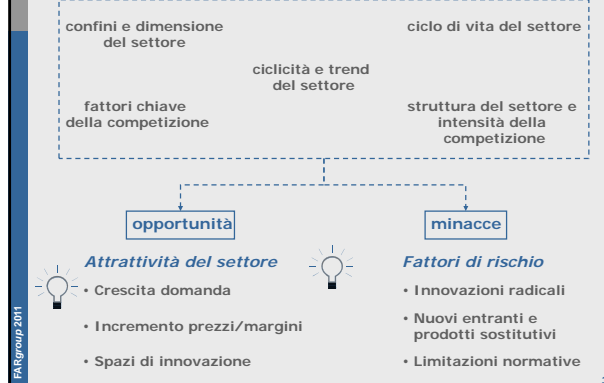 confini e dimensione
del settore
ciclo di vita del settore
ciclicità e trend
del settore
fattori chiave
della competizione
struttura del settore e
intensità della
competizione
opportunità
minacce
Attrattività del settore
• Crescita domanda
• Incremento prezzi/margini
• Spazi di innovazione
Fattori di rischio
• Innovazioni radicali
• Nuovi entranti e
prodotti sostitutivi
• Limitazioni normative
FARgroup 2011